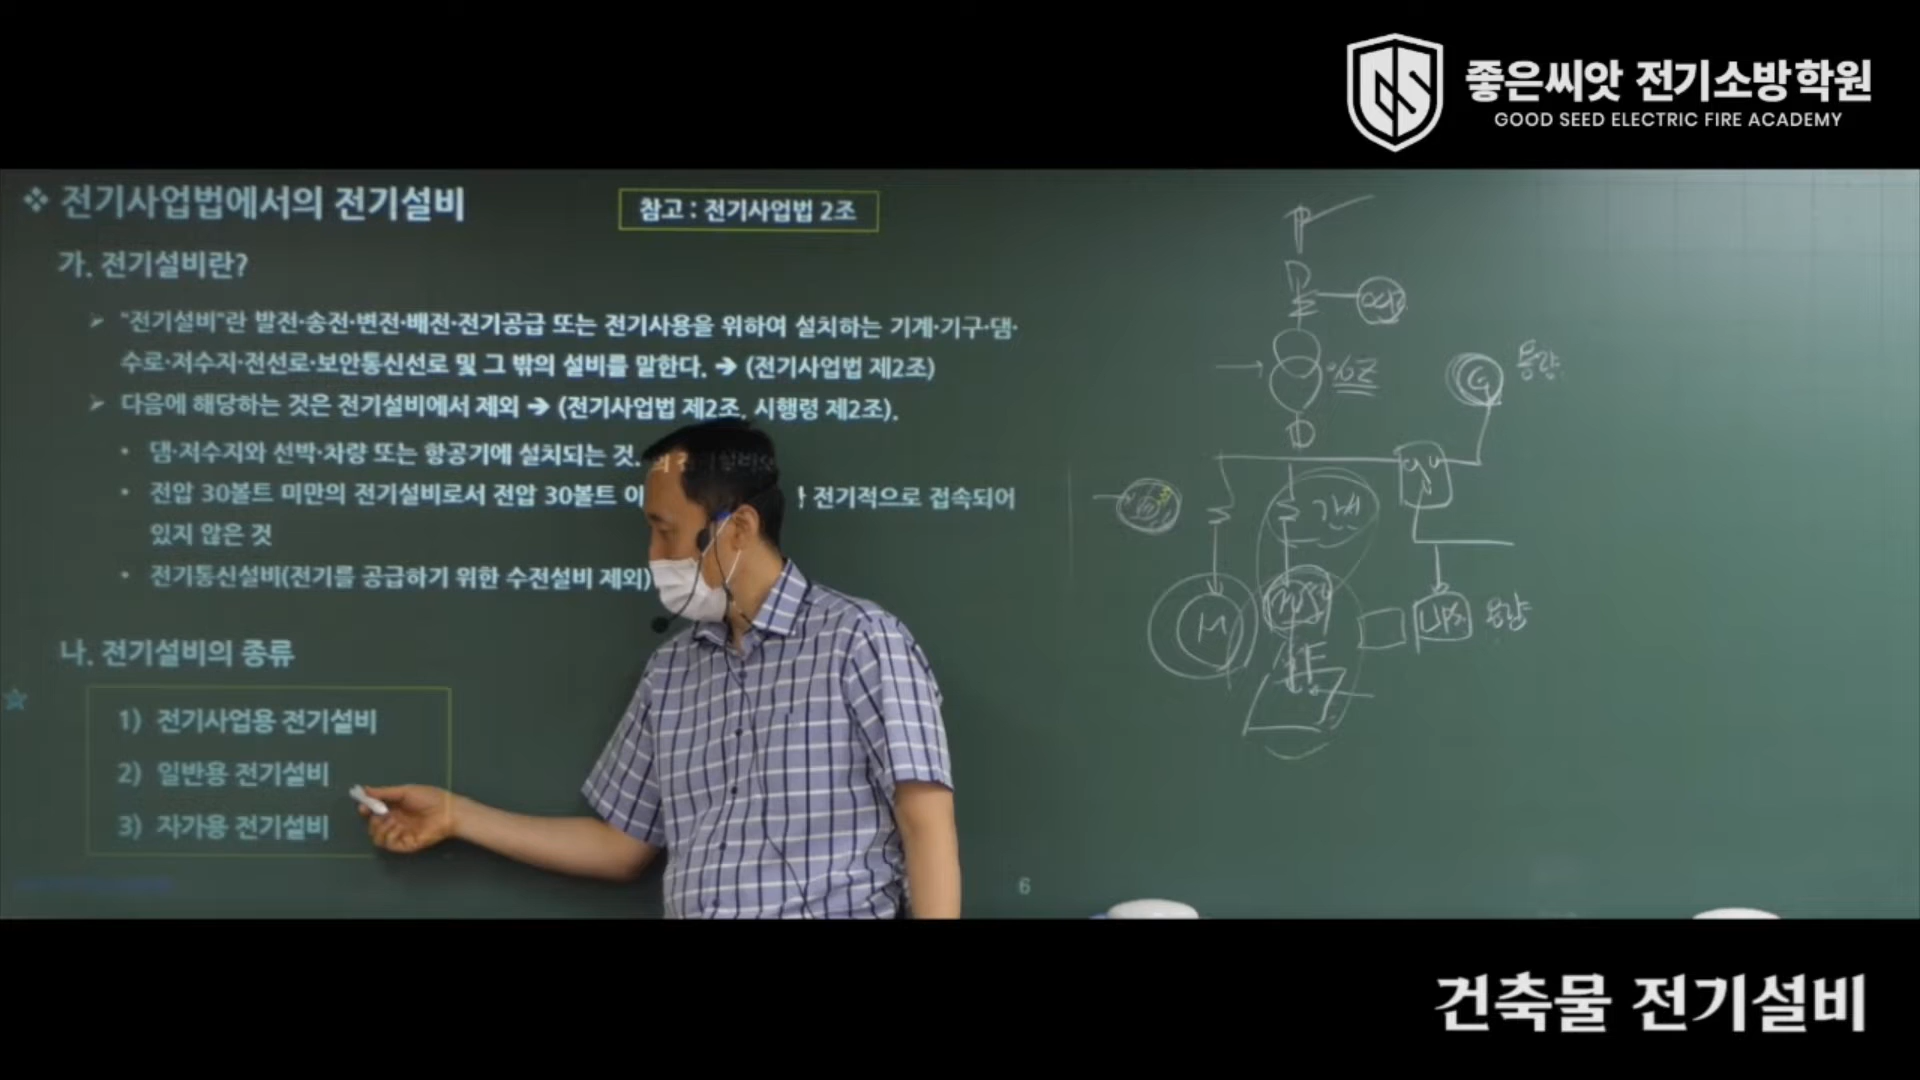 좋은씨앗 전기소방학원
GOOD SEED ELECTRIC FIRE ACADEMY
❖ 전기사업법에서의 전기설비
참고 : 전기사업법 2조
가. 전기설비란?
➢ "전기설비"란 발전·송전·변전·배전·전기공급 또는 전기사용을 위하여 설치하는 기계·기구·댐·
수로·저수지·전선로·보안통신선로 및 그 밖의 설비를 말한다. ➔ (전기사업법 제2조)
➢ 다음에 해당하는 것은 전기설비에서 제외 ➔ (전기사업법 제2조. 시행령 제2조).
• 댐·저수지와 선박·차량 또는 항공기에 설치되는 것.
• 전압 30볼트 미만의 전기설비로서 전압 30볼트 이 전기적으로 접속되어
있지 않은 것
• 전기통신설비(전기를 공급하기 위한 수전설비 제외)
나. 전기설비의 종류
1) 전기사업용 전기설비
2) 일반용 전기설비
3) 자가용 전기설비
6
%Z
G 용량
간선
M
UPS 용량
건축물 전기설비